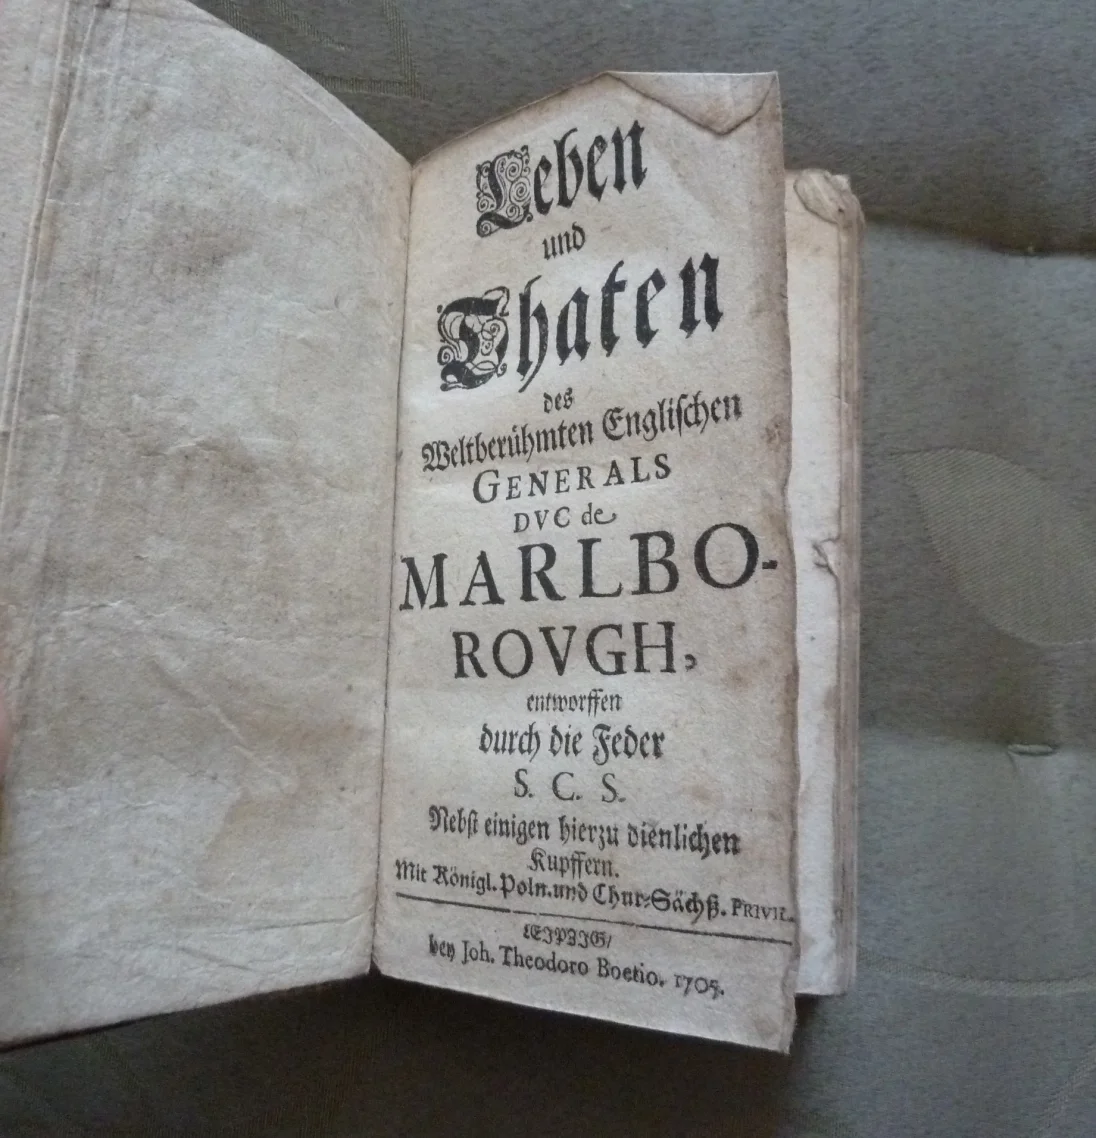 Leben
und
Thaten
des
Weltberühmten Engliſchen
GENERALS
DVC de
MARLBO-
ROVGH,
entworffen
durch die Feder
S. C. S.
Nebſt einigen hierzu dienlichen
Kupffern.
Mit Königl. Poln. und Chur-Sächß. PRIVIL.
LEIPZIG/
bey Joh. Theodoro Boetio. 1705.